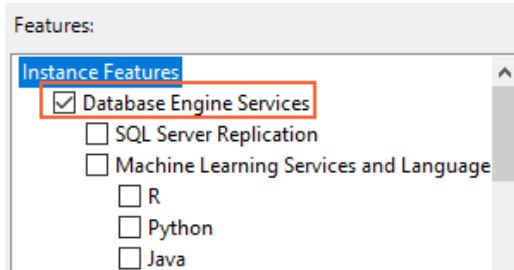 Features:
Instance Features
Database Engine Services
SQL Server Replication
Machine Learning Services and Language
R
Python
Java